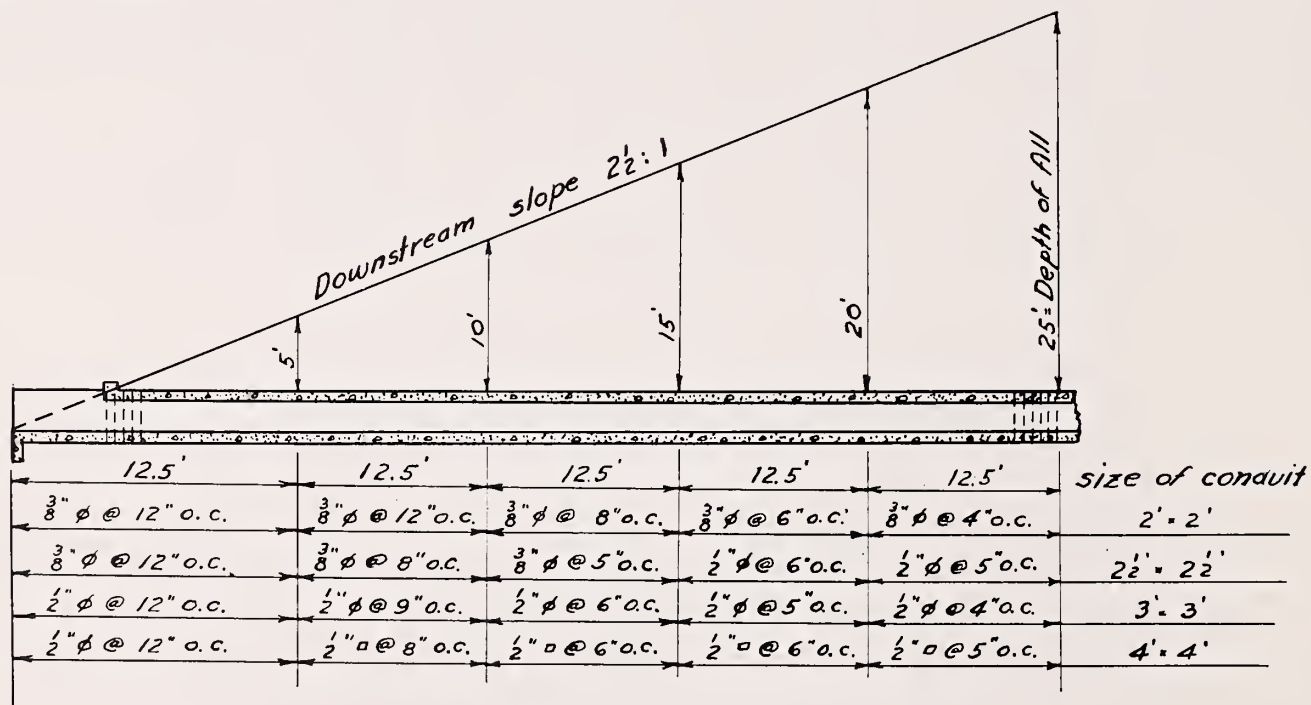 Downstream slope 2½:1
5'
10'
15'
20'
25'= Depth of All
12.5' 12.5' 12.5' 12.5' 12.5' size of conduit
⅜"ϕ @ 12" o.c. ⅜"ϕ @ 12" o.c. ⅜"ϕ @ 8" o.c. ⅜"ϕ @ 6" o.c. ⅜"ϕ @ 4" o.c. 2' × 2'
⅜"ϕ @ 12" o.c. ⅜"ϕ @ 8" o.c. ⅜"ϕ @ 5" o.c. ½"ϕ @ 6" o.c. ½"ϕ @ 5" o.c. 2½' × 2½'
½"ϕ @ 12" o.c. ½"ϕ @ 9" o.c. ½"ϕ @ 6" o.c. ½"ϕ @ 5" o.c. ½"ϕ @ 4" o.c. 3' × 3'
½"ϕ @ 12" o.c. ½"□ @ 8" o.c. ½"□ @ 6" o.c. ½"□ @ 6" o.c. ½"□ @ 5" o.c. 4' × 4'